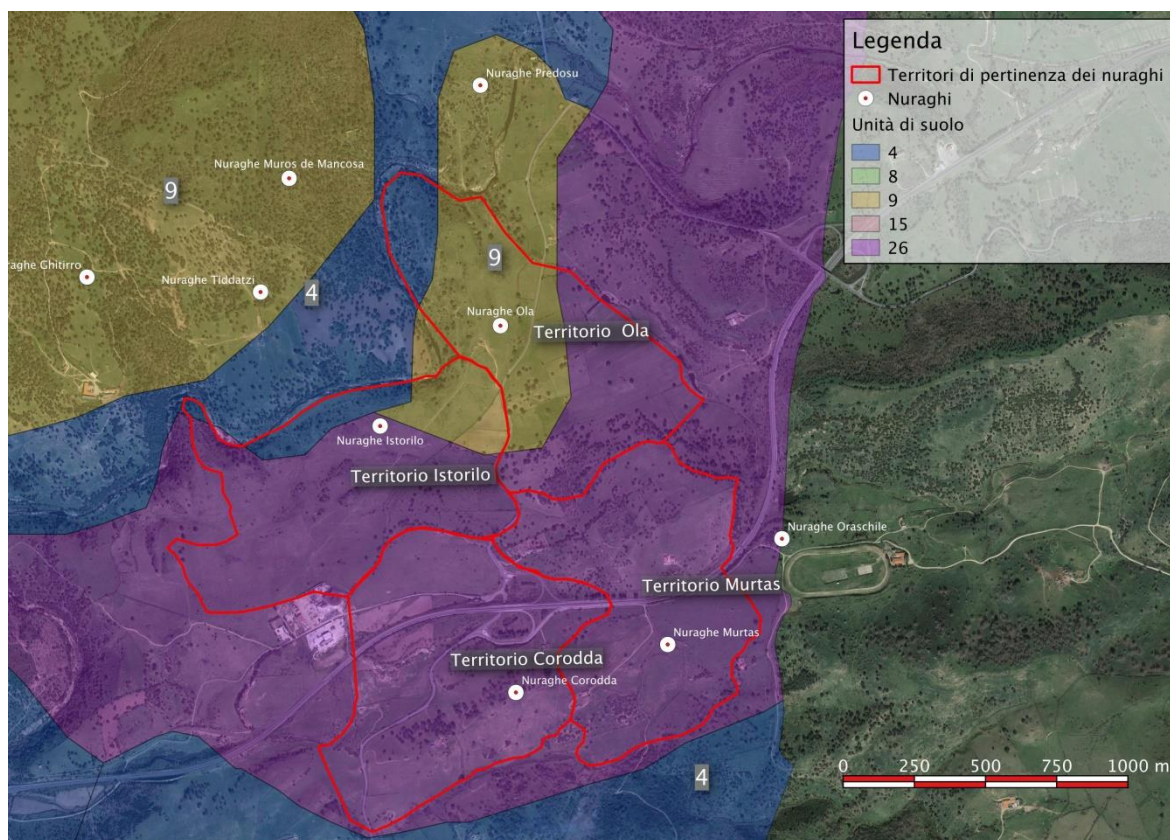 Legenda
Territori di pertinenza dei nuraghi
Nuraghi
Unità di suolo
4
8
9
15
26
Nuraghe Predosu
Nuraghe Muros de Mancosa
9
9
raghe Ghitirro
Nuraghe Tiddatzi
4
Nuraghe Ola
Territorio Ola
Nuraghe Istorilo
Territorio Istorilo
Nuraghe Oraschile
Territorio Murtas
Nuraghe Murtas
Territorio Corodda
Nuraghe Corodda
4
0 250 500 750 1000 m